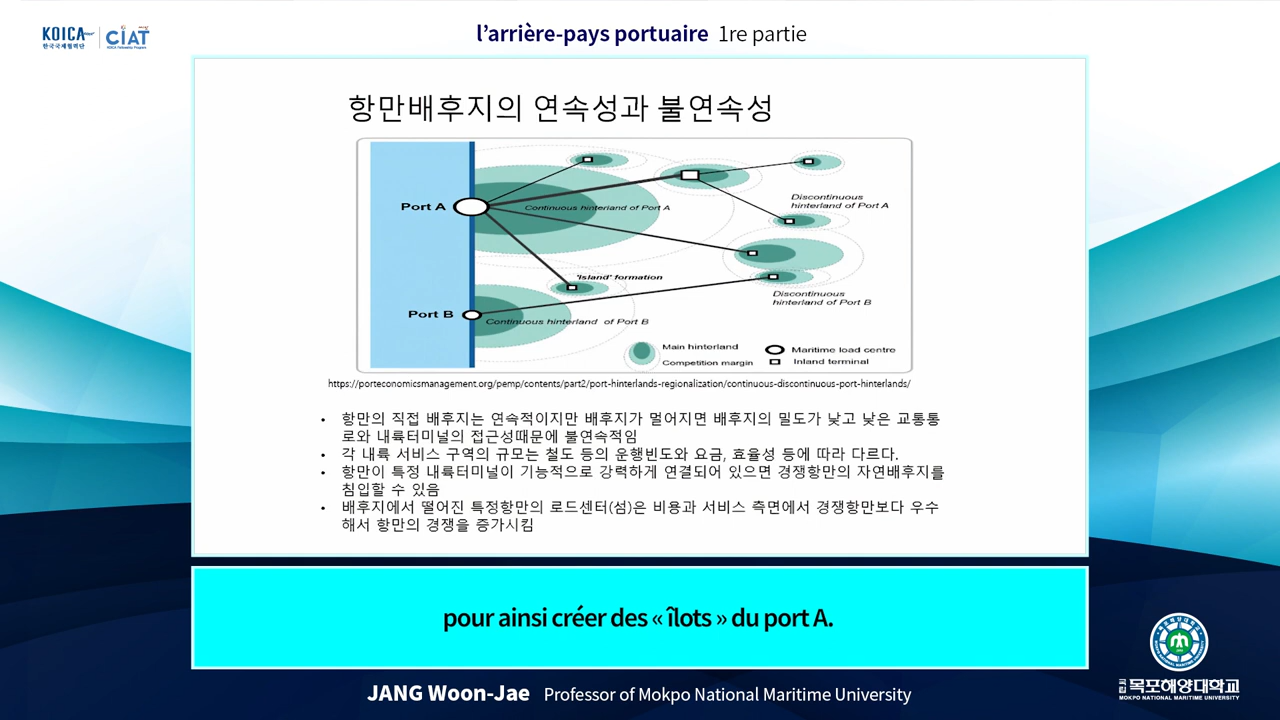 KOICA
한국국제협력단
CIAT
KOICA Fellowship Program
l'arrière-pays portuaire 1re partie
항만배후지의 연속성과 불연속성
Port A
Continuous hinterland of Port A
Discontinuous
hinterland of Port A
'Island' formation
Discontinuous
hinterland of Port B
Port B
Continuous hinterland of Port B
Main hinterland
Competition margin
Maritime load centre
Inland terminal
https://porteconomicsmanagement.org/pemp/contents/part2/port-hinterlands-regionalization/continuous-discontinuous-port-hinterlands/
• 항만의 직접 배후지는 연속적이지만 배후지가 멀어지면 배후지의 밀도가 낮고 낮은 교통통
로와 내륙터미널의 접근성때문에 불연속적임
• 각 내륙 서비스 구역의 규모는 철도 등의 운행빈도와 요금, 효율성 등에 따라 다르다.
• 항만이 특정 내륙터미널이 기능적으로 강력하게 연결되어 있으면 경쟁항만의 자연배후지를
침입할 수 있음
• 배후지에서 떨어진 특정항만의 로드센터(섬)은 비용과 서비스 측면에서 경쟁항만보다 우수
해서 항만의 경쟁을 증가시킴
pour ainsi créer des « îlots » du port A.
JANG Woon-Jae Professor of Mokpo National Maritime University
국립 목포해양대학교
MOKPO NATIONAL MARITIME UNIVERSITY